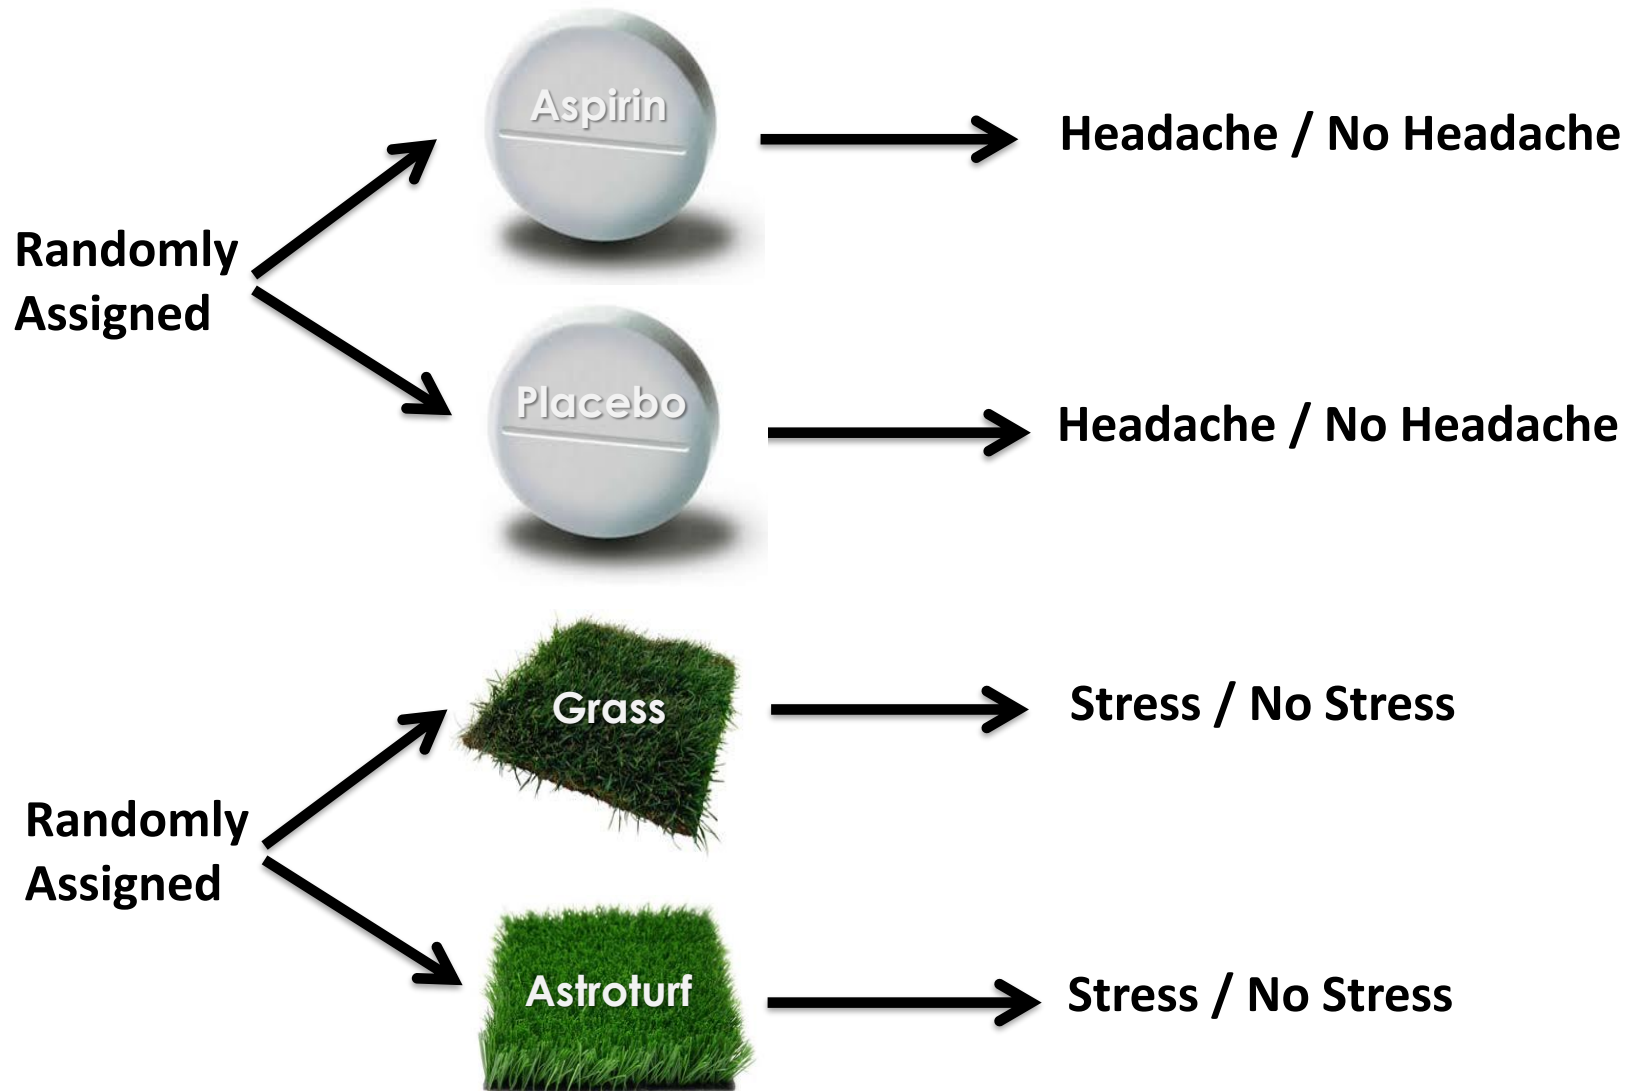 Aspirin
Headache / No Headache
Randomly
Assigned
Placebo
Headache / No Headache
Grass
Stress / No Stress
Randomly
Assigned
Astroturf
Stress / No Stress